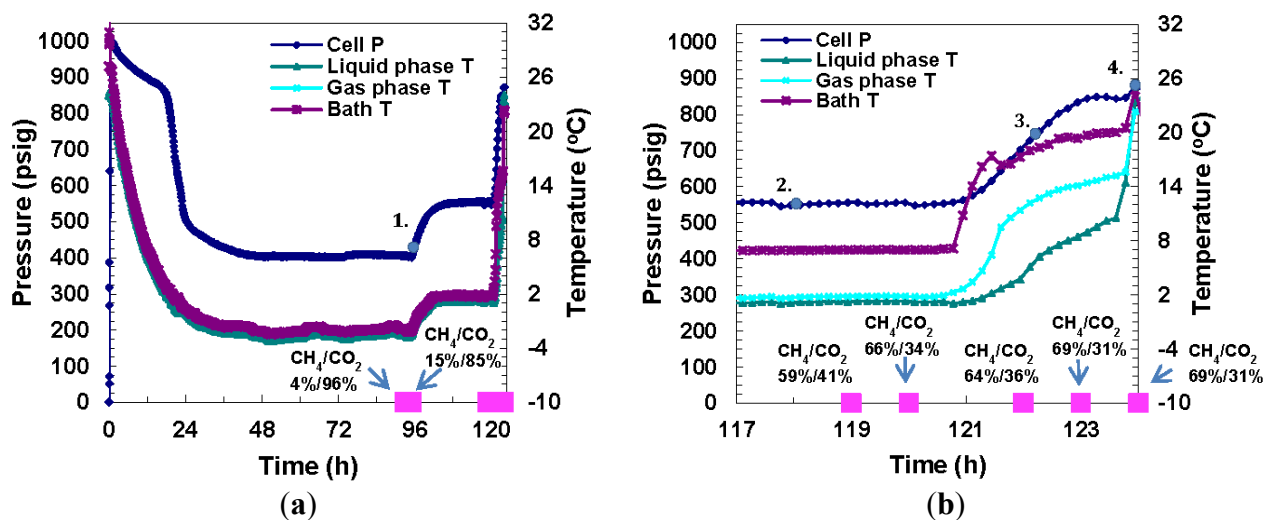 Pressure (psig)
1000
900
800
700
600
500
400
300
200
100
0
Cell P
Liquid phase T
Gas phase T
Bath T
1.
CH₄/CO₂
4%/96%
CH₄/CO₂
15%/85%
32
26
20
14
8
2
-4
-10
Temperature (ºC)
0 24 48 72 96 120
Time (h)
(a)
Pressure (psig)
1000
900
800
700
600
500
400
300
200
100
0
Cell P
Liquid phase T
Gas phase T
Bath T
2.
3.
4.
CH₄/CO₂
59%/41%
CH₄/CO₂
66%/34%
CH₄/CO₂
64%/36%
CH₄/CO₂
69%/31%
CH₄/CO₂
69%/31%
32
26
20
14
8
2
-4
-10
Temperature (ºC)
117 119 121 123
Time (h)
(b)